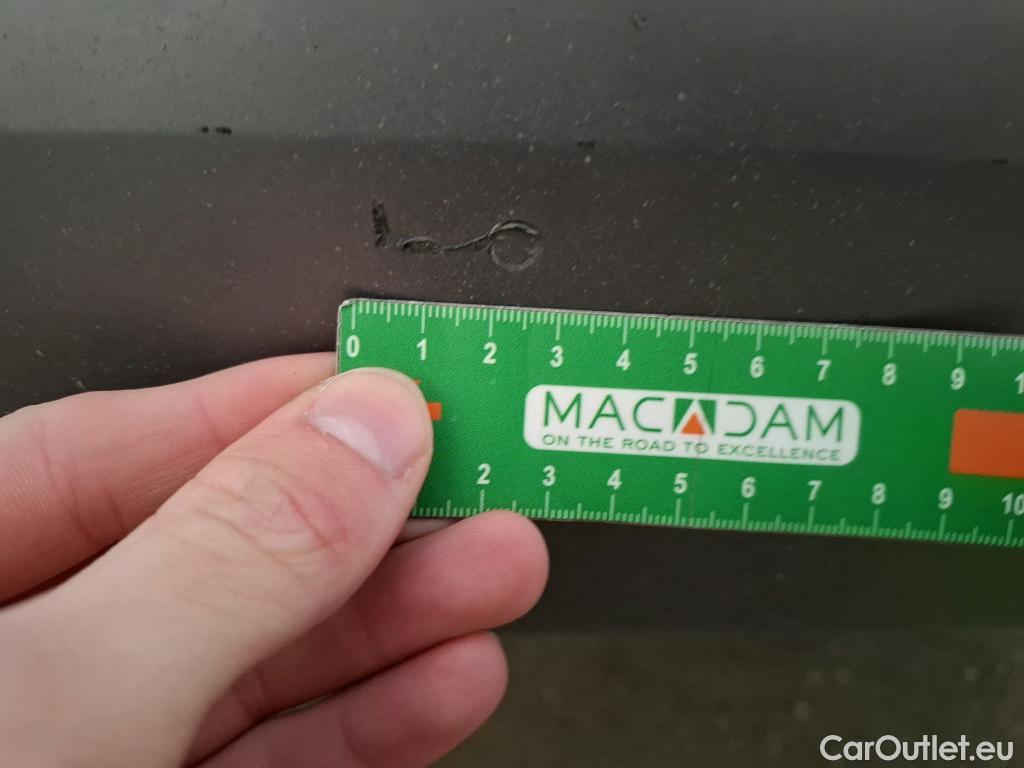 0 1 2 3 4 5 6 7 8 9 1
MACADAM
ON THE ROAD TO EXCELLENCE
2 3 4 5 6 7 8 9 10
CarOutlet.eu